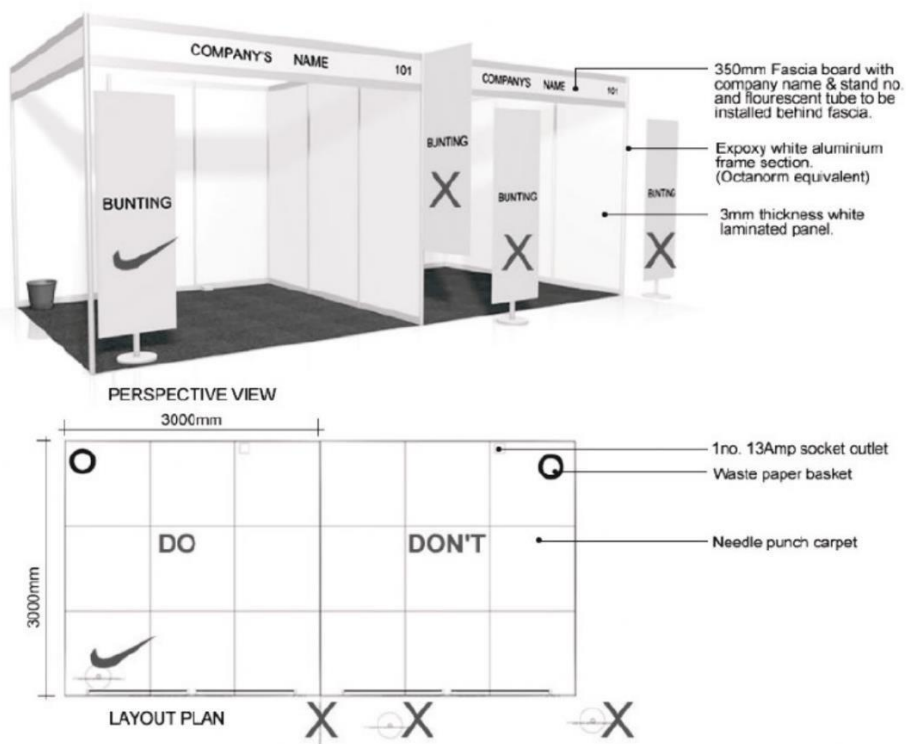 COMPANY'S NAME 101
COMPANY'S NAME 101
BUNTING
BUNTING
X
BUNTING
X
BUNTING
X
350mm Fascia board with
company name & stand no.
and flourescent tube to be
installed behind fascia.
Expoxy white aluminium
frame section.
(Octanorm equivalent)
3mm thickness white
laminated panel.
PERSPECTIVE VIEW
3000mm
3000mm
DO
DON'T
1no. 13Amp socket outlet
Waste paper basket
Needle punch carpet
LAYOUT PLAN
X X X